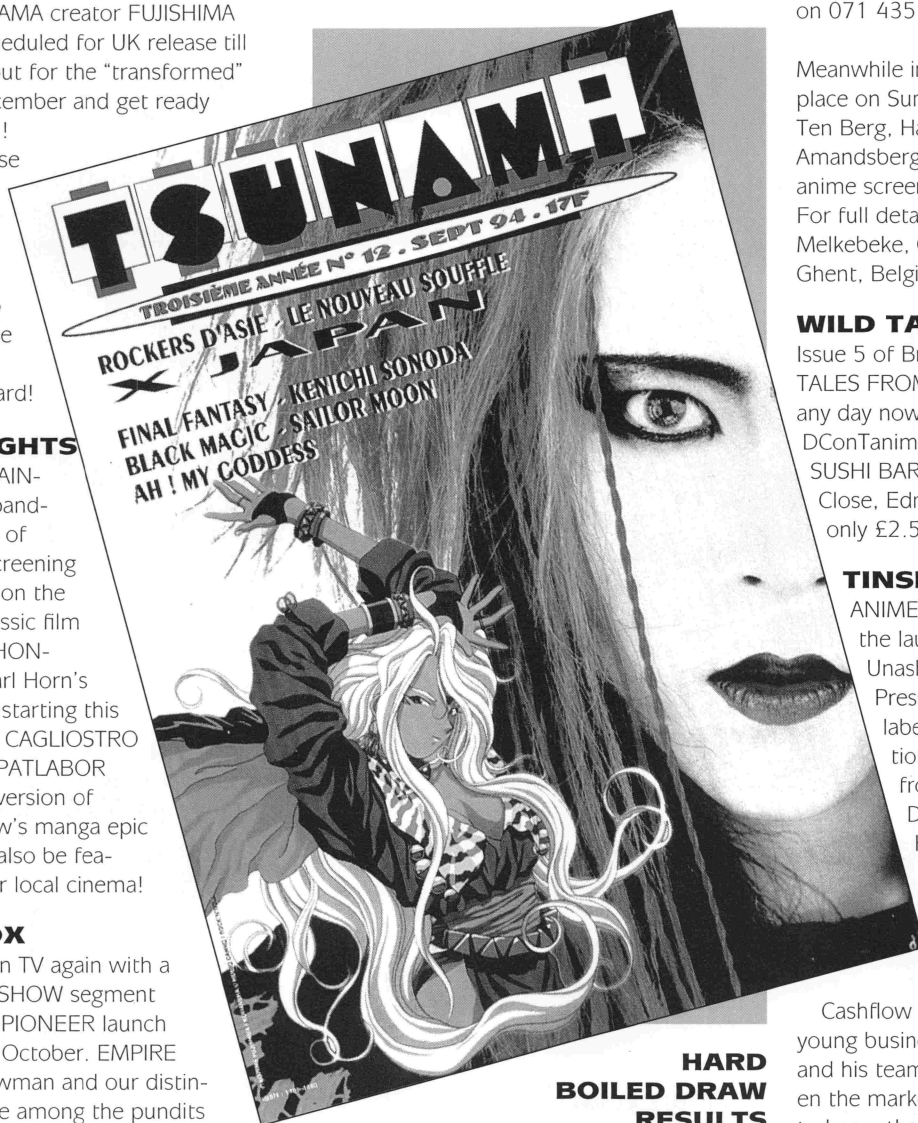 AMA creator FUJISHIMA
eduled for UK release till
ut for the “transformed”
cember and get ready
!
se
e
ard!
GHTS
AIN-
band-
of
creening
on the
ssic film
HON-
arl Horn's
starting this
CAGLIOSTRO
PATLABOR
version of
w's manga epic
also be fea-
r local cinema!
OX
n TV again with a
SHOW segment
PIONEER launch
October. EMPIRE
wman and our distin-
e among the pundits
TSUNAMI
TROISIÈME ANNÉE N° 12 . SEPT 94 . 17F
ROCKERS D'ASIE - LE NOUVEAU SOUFFLE
X JAPAN
FINAL FANTASY - KENICHI SONODA
BLACK MAGIC - SAILOR MOON
AH ! MY GODDESS
HARD
BOILED DRAW
RESULTS
on 071 435
Meanwhile in
place on Sun
Ten Berg, Ha
Amandsberg
anime screen
For full detai
Melkebeke, 
Ghent, Belgi
WILD TA
Issue 5 of Br
TALES FROM
any day now
DConTanim
SUSHI BAR
Close, Edn
only £2.5
TINSE
ANIME
the lau
Unash
Pres
labe
tio
fro
D
Cashflow
young busin
and his team
en the marke